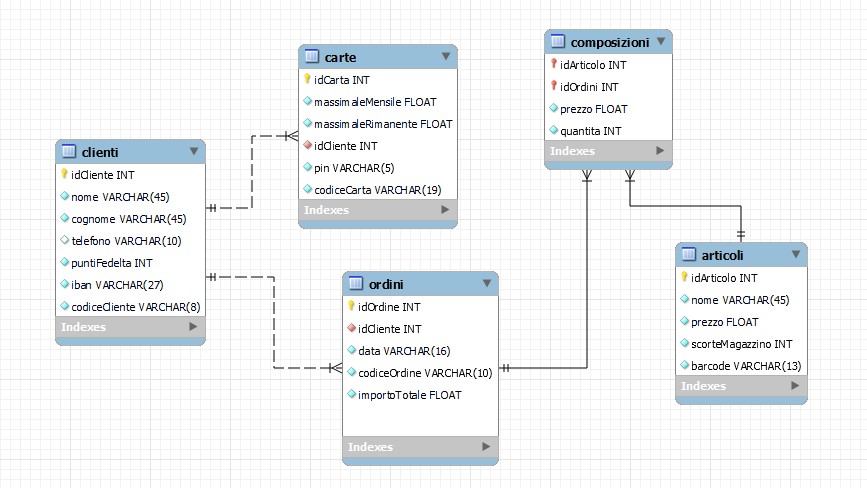 clienti
idCliente INT
nome VARCHAR(45)
cognome VARCHAR(45)
telefono VARCHAR(10)
puntiFedelta INT
iban VARCHAR(27)
codiceCliente VARCHAR(8)
Indexes
carte
idCarta INT
massimaleMensile FLOAT
massimaleRimanente FLOAT
idCliente INT
pin VARCHAR(5)
codiceCarta VARCHAR(19)
Indexes
ordini
idOrdine INT
idCliente INT
data VARCHAR(16)
codiceOrdine VARCHAR(10)
importoTotale FLOAT
Indexes
composizioni
idArticolo INT
idOrdini INT
prezzo FLOAT
quantita INT
Indexes
articoli
idArticolo INT
nome VARCHAR(45)
prezzo FLOAT
scorteMagazzino INT
barcode VARCHAR(13)
Indexes